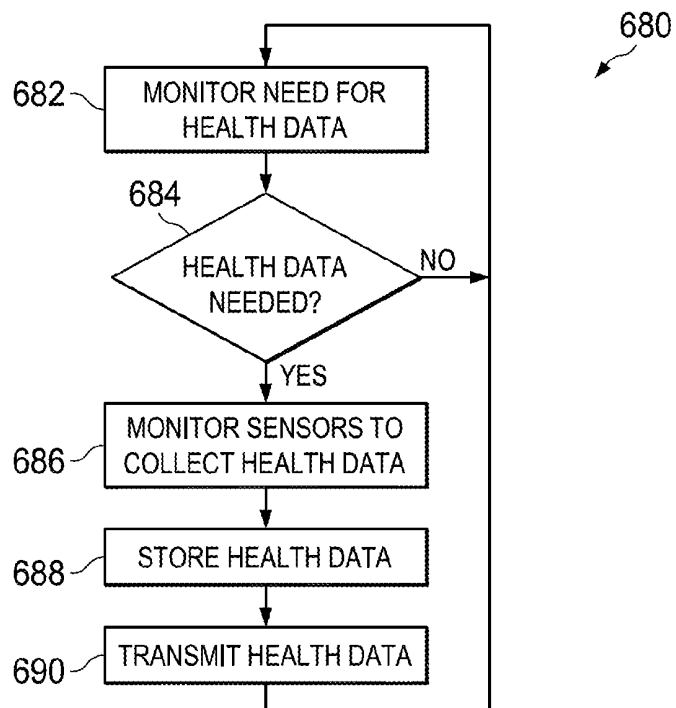 680
682
MONITOR NEED FOR
HEALTH DATA
684
HEALTH DATA
NEEDED?
NO
YES
686
MONITOR SENSORS TO
COLLECT HEALTH DATA
688
STORE HEALTH DATA
690
TRANSMIT HEALTH DATA